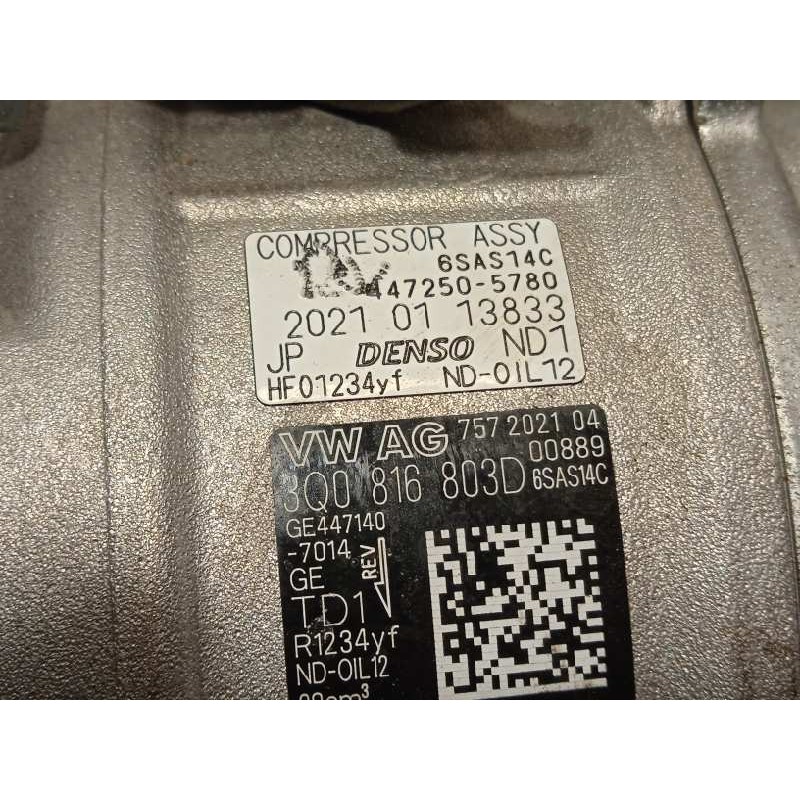 COMPRESSOR ASSY
6SAS14C
447250-5780
2021 01 13833
JP DENSO ND1
HF01234yf ND-OIL12
VW AG 757 2021 04
00889
3Q0 816 803D 6SAS14C
GE447140
-7014
GE
REV
TD1
R1234yf
ND-OIL12